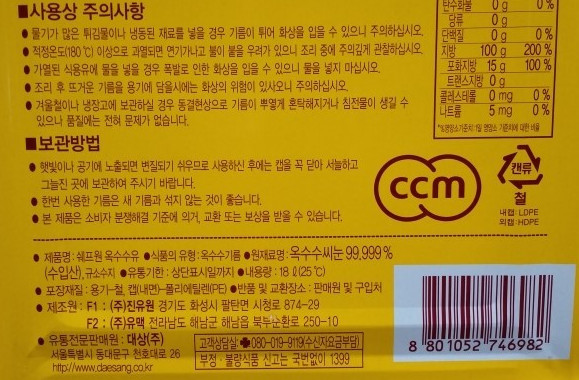 ■사용상 주의사항
● 물기가 많은 튀김물이나 냉동된 재료를 넣을 경우 기름이 튀어 화상을 입을 수 있으니 주의하십시오.
● 적정온도(180℃) 이상으로 과열되면 연기가나고 불이 붙을 우려가 있으니 조리 중에 주의깊게 관찰하십시오.
● 가열된 식용유에 물을 넣을 경우 폭발로 인한 화상을 입을 수 있으니 물을 넣지 마십시오.
● 조리 후 뜨거운 기름을 용기에 담을시에는 화상의 위험이 있사오니 주의하십시오.
● 겨울철이나 냉장고에 보관하실 경우 동결현상으로 기름이 뿌옇게 혼탁해지거나 침전물이 생길 수
있으나 품질에는 전혀 문제가 없습니다.
탄수화물 0 g 0 %
당류 0 g
단백질 0 g 0 %
지방 100 g 200 %
포화지방 15 g 100 %
트랜스지방 0 g
콜레스테롤 0 mg 0 %
나트륨 5 mg 0 %
*%영양소기준치: 1일 영양소 기준치에 대한 비율
■보관방법
● 햇빛이나 공기에 노출되면 변질되기 쉬우므로 사용하신 후에는 캡을 꼭 닫아 서늘하고
그늘진 곳에 보관하여 주시기 바랍니다.
● 한번 사용한 기름은 새 기름과 섞지 않는 것이 좋습니다.
● 본 제품은 소비자 분쟁해결 기준에 의거, 교환 또는 보상을 받을 수 있습니다.
ccm
캔류
철
내캡: LDPE
외캡: HDPE
● 제품명: 쉐프원 옥수수유 ●식품의 유형: 옥수수기름 ●원재료명: 옥수수씨눈 99.999 %
(수입산), 규소수지 ●유통기한: 상단표시일까지 ●내용량: 18 ℓ(25℃)
● 포장재질: 용기-철, 캡(내면)-폴리에틸렌(PE) ●반품 및 교환장소: 판매원 및 구입처
● 제조원: F1 : (주)진유원 경기도 화성시 팔탄면 시청로 874-29
F2 : (주)유맥 전라남도 해남군 해남읍 북부순환로 250-10
● 유통전문판매원: 대상(주)
서울특별시 동대문구 천호대로 26
http://www.daesang.co.kr
고객상담실: 080-019-9119(수신자요금부담)
부정·불량식품 신고는 국번없이 1399
8 801052 746982